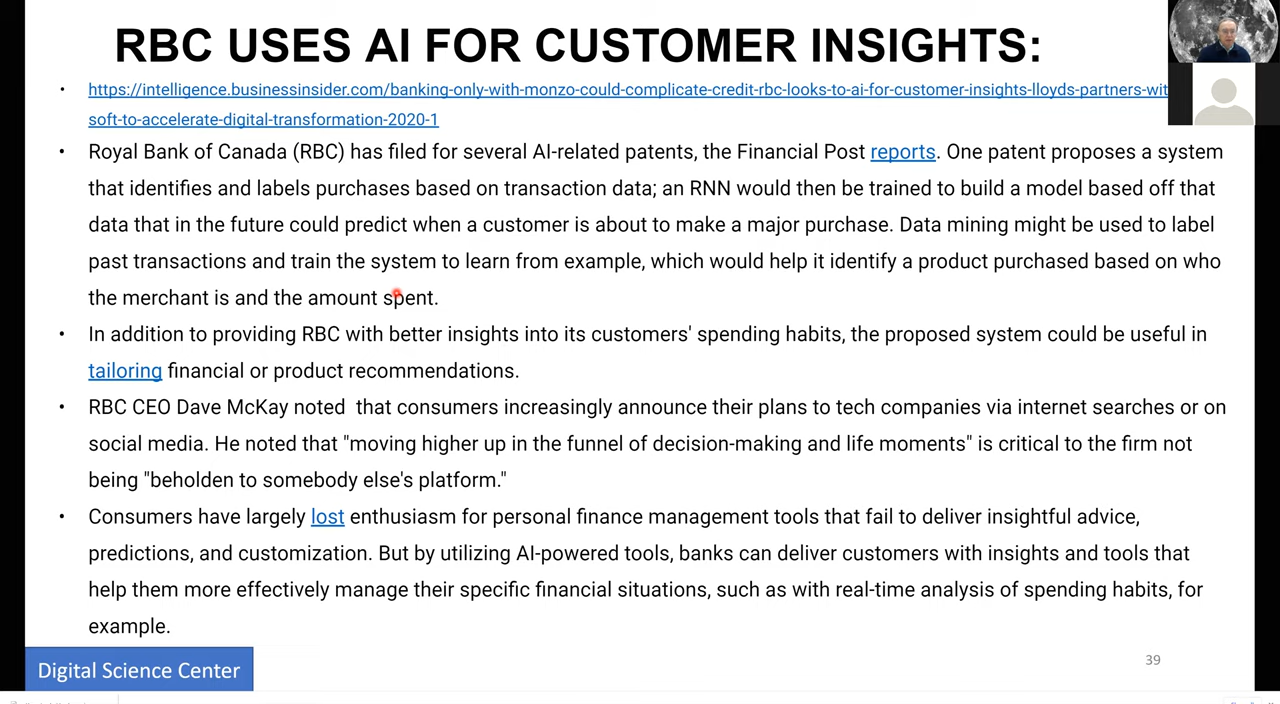 RBC USES AI FOR CUSTOMER INSIGHTS:
• https://intelligence.businessinsider.com/banking-only-with-monzo-could-complicate-credit-rbc-looks-to-ai-for-customer-insights-lloyds-partners-wit
soft-to-accelerate-digital-transformation-2020-1
• Royal Bank of Canada (RBC) has filed for several AI-related patents, the Financial Post reports. One patent proposes a system
that identifies and labels purchases based on transaction data; an RNN would then be trained to build a model based off that
data that in the future could predict when a customer is about to make a major purchase. Data mining might be used to label
past transactions and train the system to learn from example, which would help it identify a product purchased based on who
the merchant is and the amount spent.
• In addition to providing RBC with better insights into its customers' spending habits, the proposed system could be useful in
tailoring financial or product recommendations.
• RBC CEO Dave McKay noted  that consumers increasingly announce their plans to tech companies via internet searches or on
social media. He noted that "moving higher up in the funnel of decision-making and life moments" is critical to the firm not
being "beholden to somebody else's platform."
• Consumers have largely lost enthusiasm for personal finance management tools that fail to deliver insightful advice,
predictions, and customization. But by utilizing AI-powered tools, banks can deliver customers with insights and tools that
help them more effectively manage their specific financial situations, such as with real-time analysis of spending habits, for
example.
Digital Science Center
39